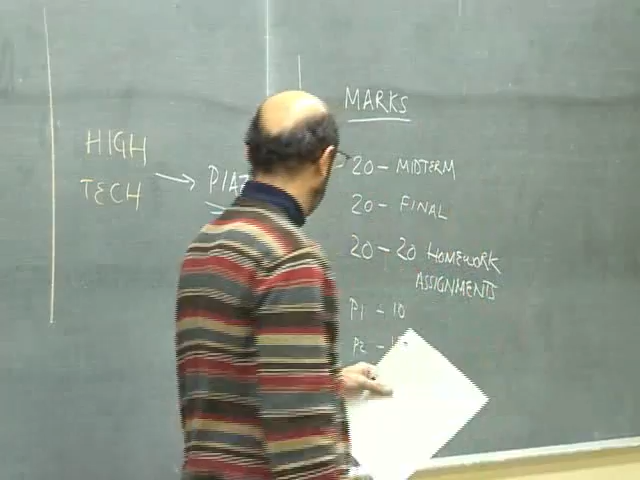 HIGH
TECH
MARKS
20 - MIDTERM
20 - FINAL
20 - 20 HOMEWORK
ASSIGNMENTS
P1 - 10
P2 -